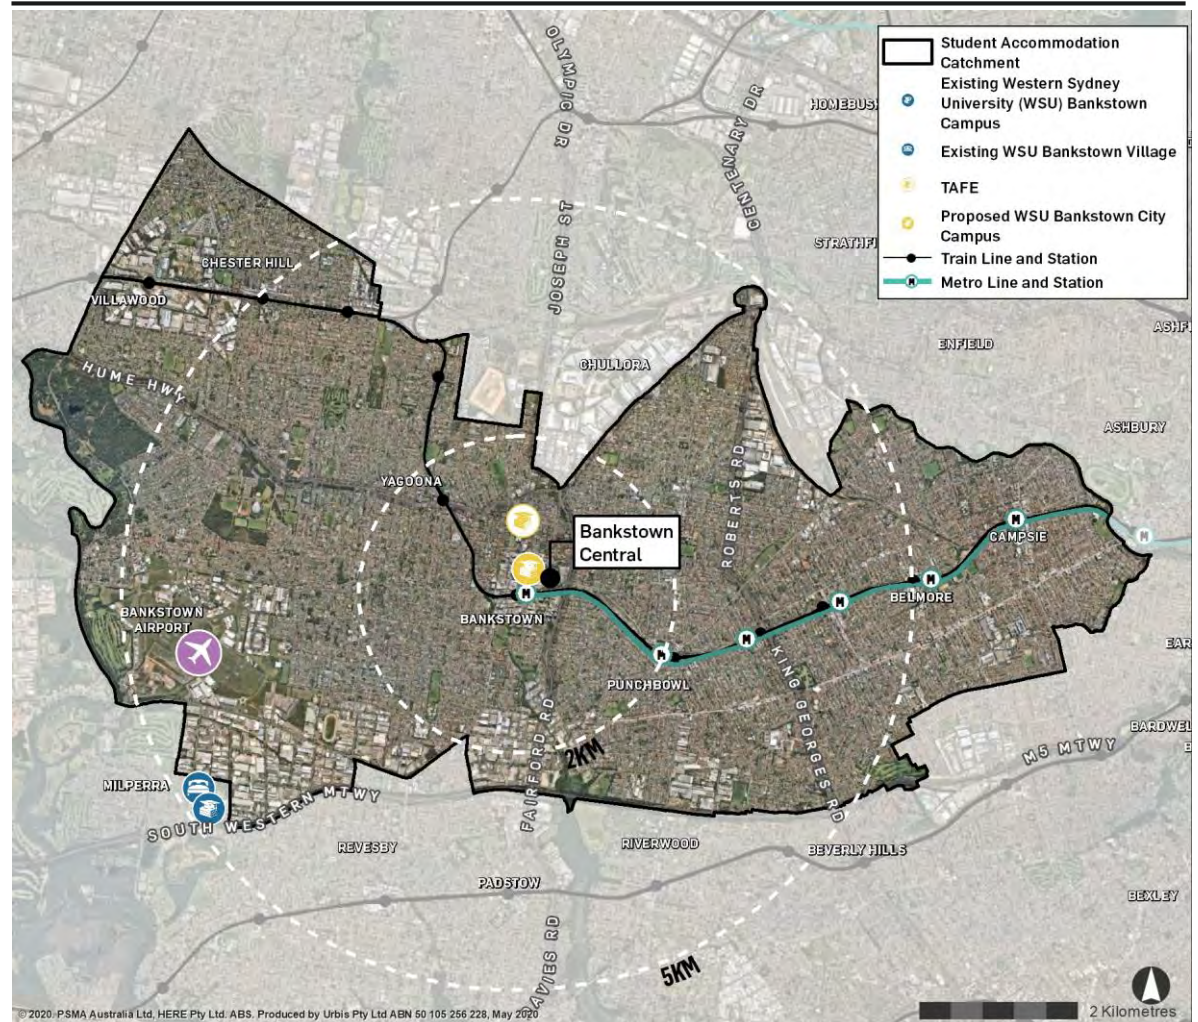 Student Accommodation
Catchment
Existing Western Sydney
University (WSU) Bankstown
Campus
Existing WSU Bankstown Village
TAFE
Proposed WSU Bankstown City
Campus
Train Line and Station
M Metro Line and Station
OLYMPIC DR
CENTENARY DR
HOMEBUSH
JOSEPH ST
STRATHFI
CHESTER HILL
VILLAWOOD
ASHFI
ENFIELD
CHULLORA
HUME HWY
ASHBURY
YAGOONA
ROBERTS RD
Bankstown
Central
M
CAMPSIE
M
BANKSTOWN
AIRPORT
M
BANKSTOWN
M
BELMORE
M
M
M
PUNCHBOWL
EAR
KING GEORGES RD
BARDWEL
M5 MTWY
FAIRFORD RD
2KM
MILPERRA
SOUTH WESTERN MTWY
REVESBY
RIVERWOOD
BEVERLY HILLS
PADSTOW
BEXLEY
DAVIES RD
5KM
© 2020. PSMA Australia Ltd, HERE Pty Ltd. ABS. Produced by Urbis Pty Ltd ABN 50 105 256 228, May 2020
2 Kilometres